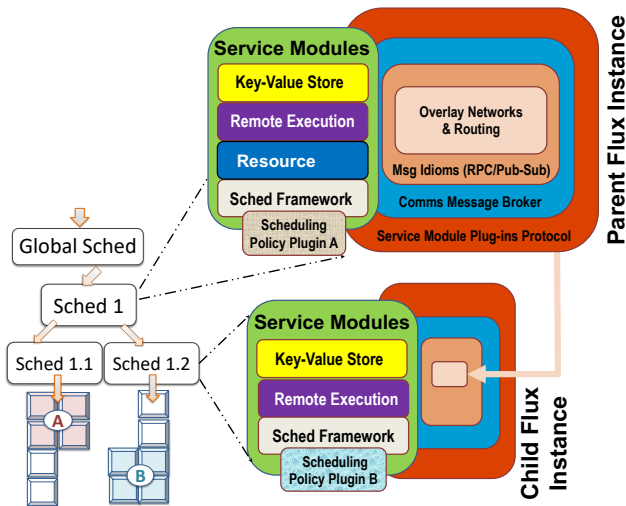 Service Modules
Key-Value Store
Remote Execution
Resource
Sched Framework
Scheduling
Policy Plugin A
Overlay Networks
& Routing
Msg Idioms (RPC/Pub-Sub)
Comms Message Broker
Service Module Plug-ins Protocol
Parent Flux Instance
Global Sched
Sched 1
Sched 1.1
Sched 1.2
A
B
Service Modules
Key-Value Store
Remote Execution
Sched Framework
Scheduling
Policy Plugin B
Child Flux
Instance